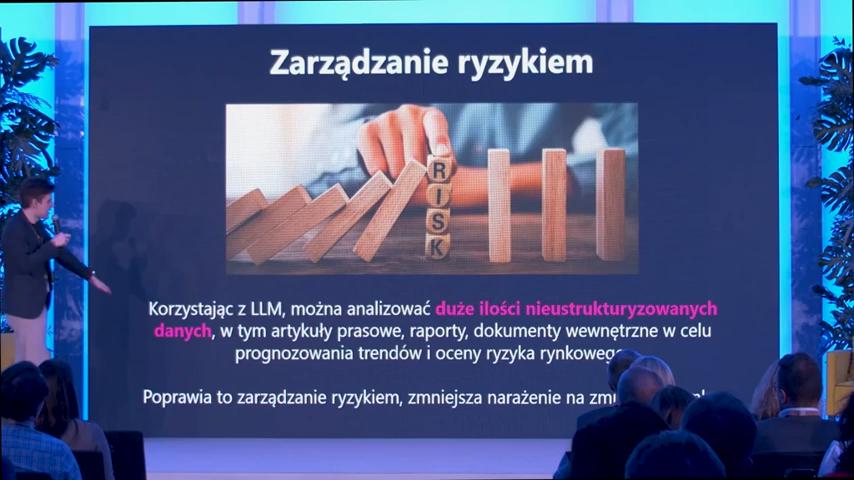 Zarządzanie ryzykiem
R
I
S
K
Korzystając z LLM, można analizować duże ilości nieustrukturyzowanych
danych, w tym artykuły prasowe, raporty, dokumenty wewnętrzne w celu
prognozowania trendów i oceny ryzyka rynkowego
Poprawia to zarządzanie ryzykiem, zmniejsza narażenie na